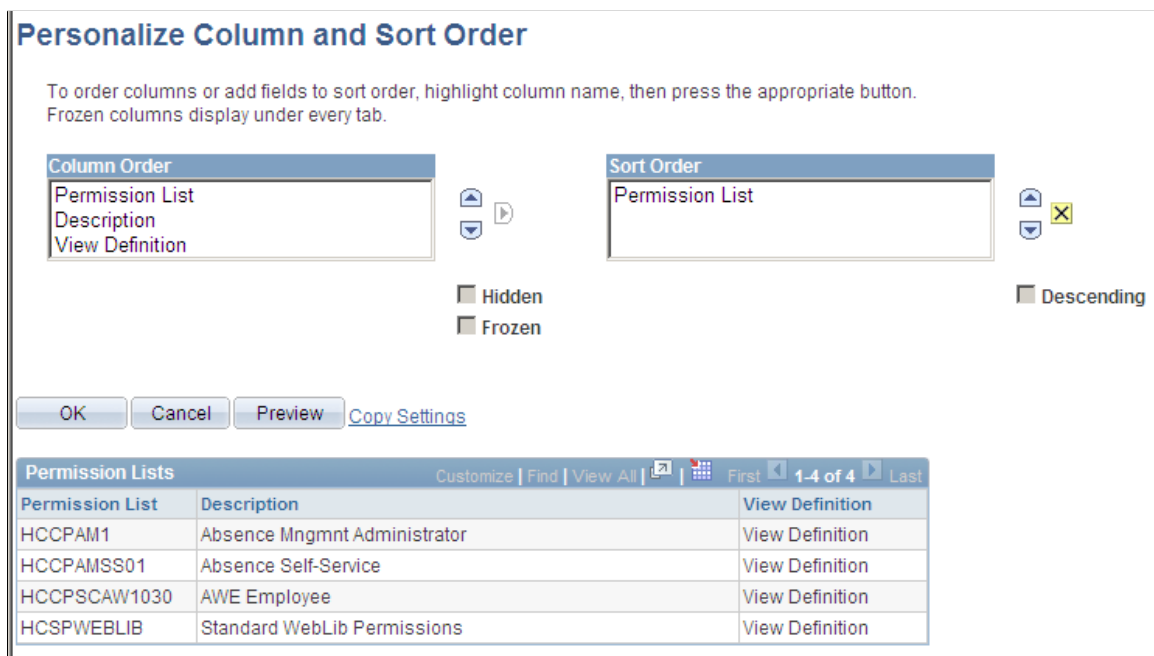 Personalize Column and Sort Order
To order columns or add fields to sort order, highlight column name, then press the appropriate button.
Frozen columns display under every tab.
Column Order
Permission List
Description
View Definition
Hidden
Frozen
Sort Order
Permission List
Descending
OK Cancel Preview Copy Settings
Permission Lists Customize | Find | View All | | First 1-4 of 4 Last
Permission List Description View Definition
HCCPAM1 Absence Mngmnt Administrator View Definition
HCCPAMSS01 Absence Self-Service View Definition
HCCPSCAW1030 AWE Employee View Definition
HCSPWEBLIB Standard WebLib Permissions View Definition